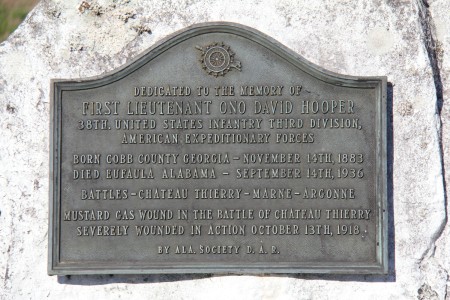 DEDICATED TO THE MEMORY OF
FIRST LIEUTENANT ONO DAVID HOOPER
38TH. UNITED STATES INFANTRY THIRD DIVISION,
AMERICAN EXPEDITIONARY FORCES
BORN COBB COUNTY GEORGIA - NOVEMBER 14TH, 1883
DIED EUFAULA ALABAMA - SEPTEMBER 14TH, 1936
BATTLES - CHATEAU THIERRY - MARNE - ARGONNE
MUSTARD GAS WOUND IN THE BATTLE OF CHATEAU THIERRY
SEVERELY WOUNDED IN ACTION OCTOBER 13TH, 1918.
BY ALA. SOCIETY D. A. R.